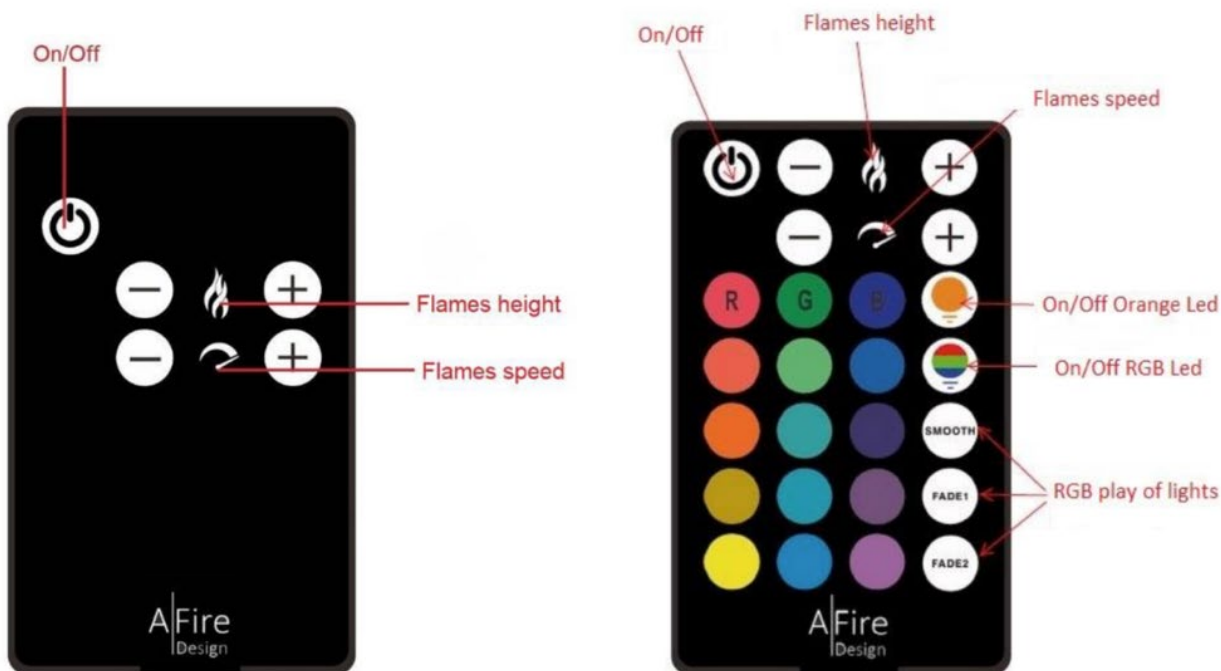 On/Off
Flames height
Flames speed
A Fire
Design
On/Off
Flames height
Flames speed
R G B
On/Off Orange Led
On/Off RGB Led
SMOOTH
FADE1
RGB play of lights
FADE2
A Fire
Design